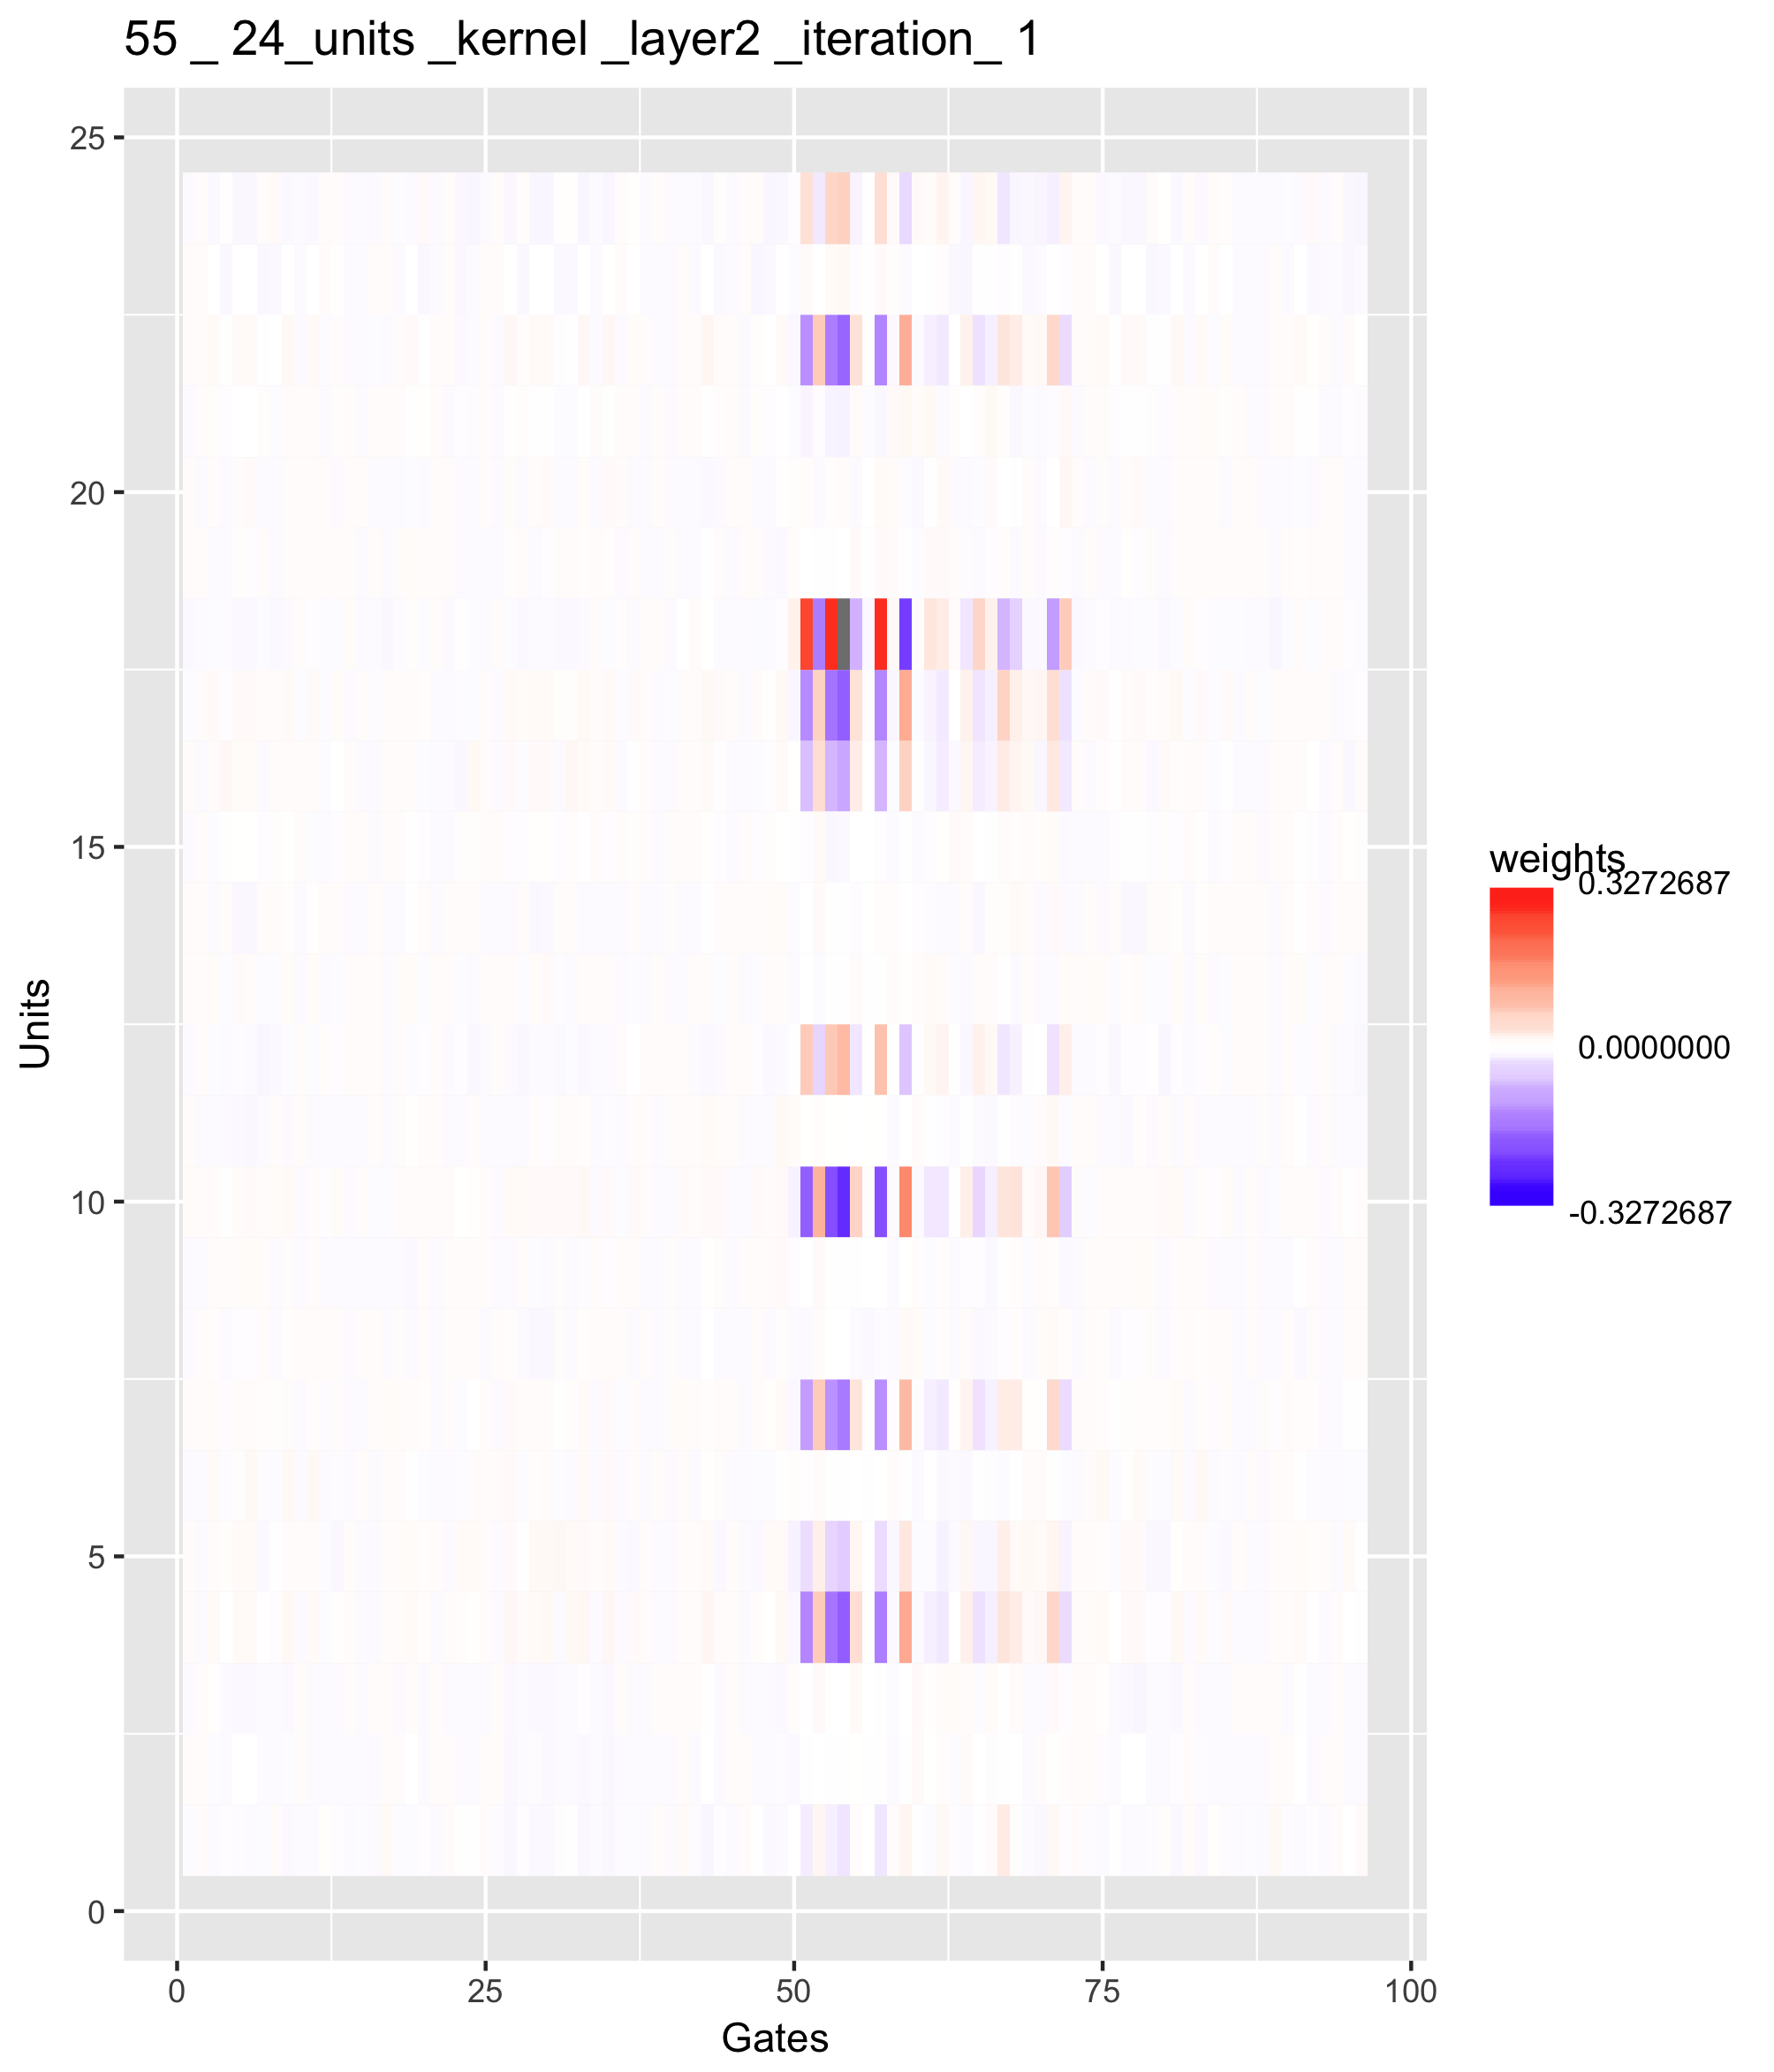 55 _ 24_units _kernel _layer2 _iteration_ 1
25
20
15
10
5
0
Units
0 25 50 75 100
Gates
weights
0.3272687
0.0000000
-0.3272687